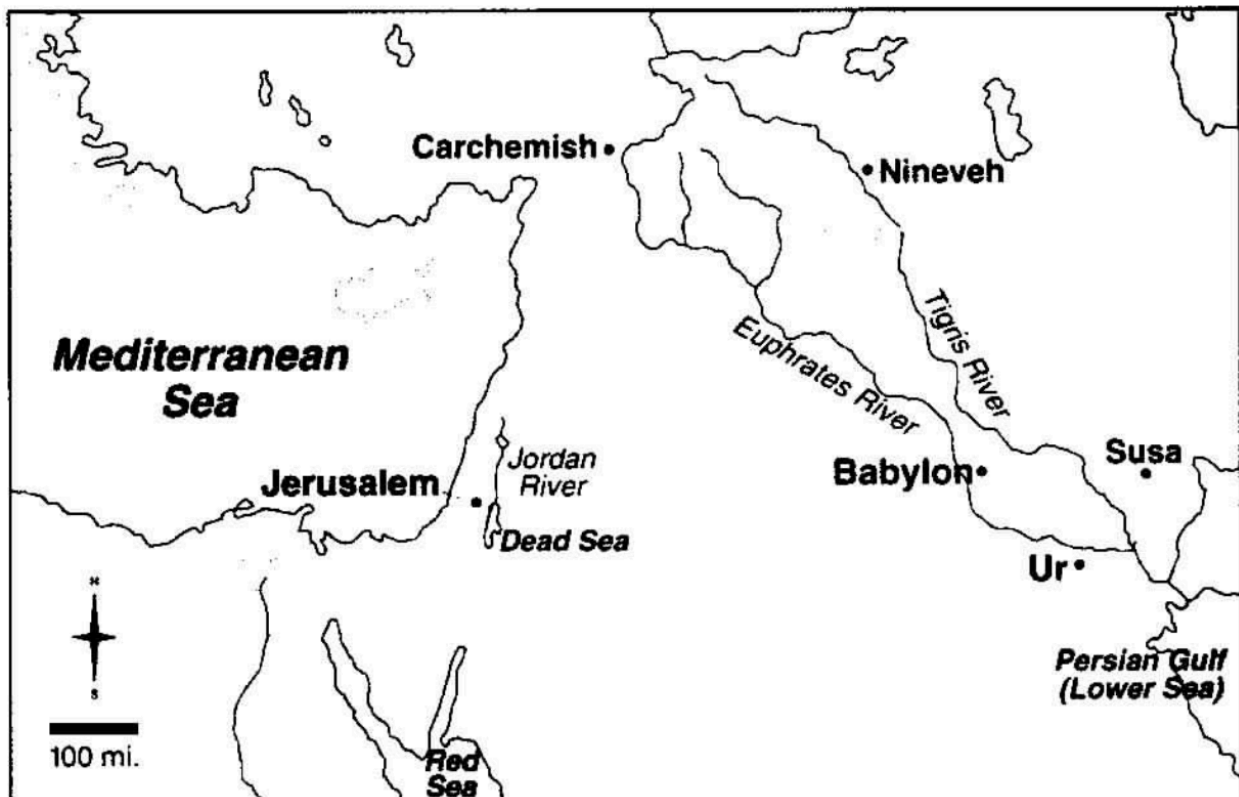 Carchemish
Nineveh
Mediterranean
Sea
Euphrates River
Tigris River
Jordan
River
Jerusalem
Babylon
Susa
Dead Sea
Ur
N
S
Persian Gulf
(Lower Sea)
100 mi.
Red
Sea